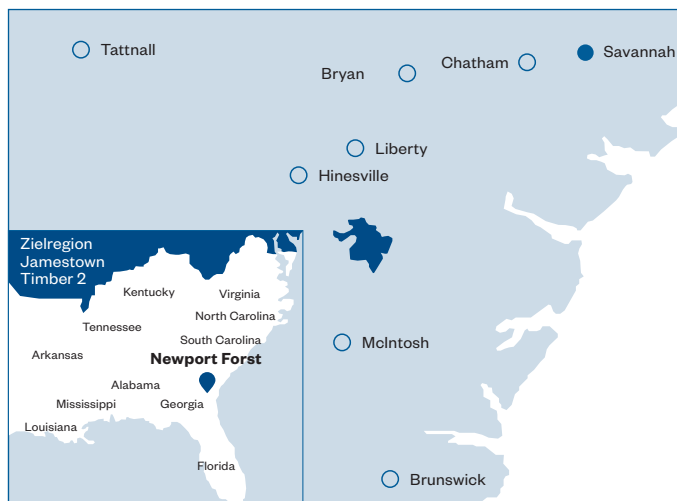 Tattnall
Savannah
Chatham
Bryan
Liberty
Hinesville
Zielregion
Jamestown
Timber 2
Kentucky
Virginia
North Carolina
Tennessee
South Carolina
McIntosh
Arkansas
Newport Forst
Alabama
Mississippi
Georgia
Louisiana
Florida
Brunswick